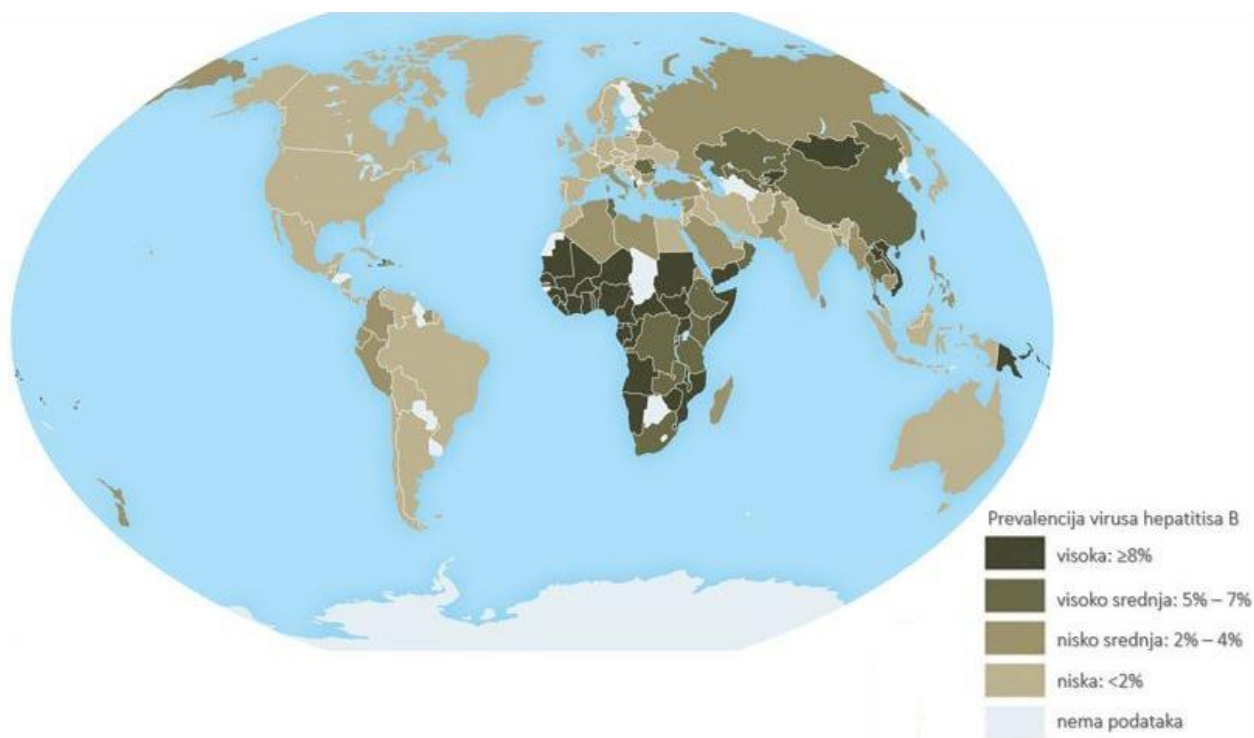 Prevalencija virusa hepatitisa B
visoka: ≥8%
visoko srednja: 5% – 7%
nisko srednja: 2% – 4%
niska: <2%
nema podataka